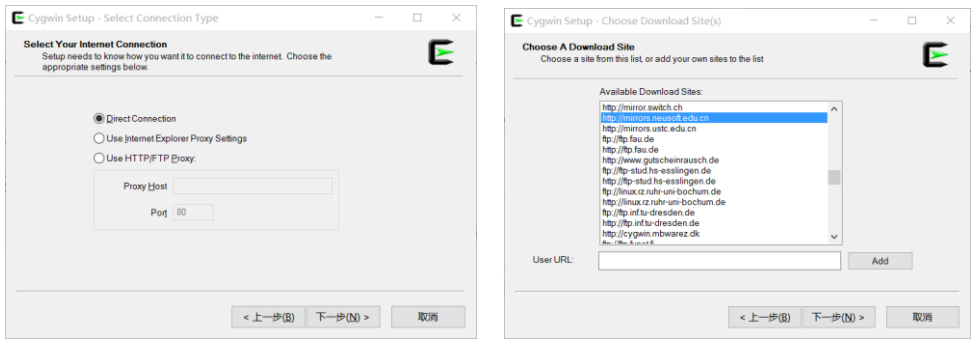 Cygwin Setup - Select Connection Type
Select Your Internet Connection
Setup needs to know how you want it to connect to the internet. Choose the
appropriate settings below.
Direct Connection
Use Internet Explorer Proxy Settings
Use HTTP/FTP Proxy:
Proxy Host
Port 80
< 上一步(B)
下一步(N) >
取消
Cygwin Setup - Choose Download Site(s)
Choose A Download Site
Choose a site from this list, or add your own sites to the list
Available Download Sites:
http://mirror.switch.ch
http://mirrors.neusoft.edu.cn
http://mirrors.ustc.edu.cn
ftp://ftp.fau.de
http://ftp.fau.de
http://www.gutscheinrausch.de
ftp://ftp-stud.hs-esslingen.de
http://ftp-stud.hs-esslingen.de
ftp://linux.rz.ruhr-uni-bochum.de
http://linux.rz.ruhr-uni-bochum.de
ftp://ftp.inf.tu-dresden.de
http://ftp.inf.tu-dresden.de
http://cygwin.mbwarez.dk
User URL:
Add
< 上一步(B)
下一步(N) >
取消